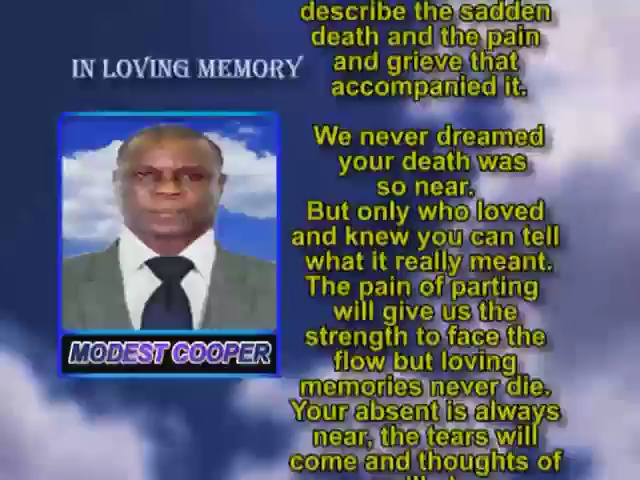 describe the sadden
death and the pain
and grieve that
accompanied it.
IN LOVING MEMORY
We never dreamed
your death was
so near.
But only who loved
and knew you can tell
what it really meant.
The pain of parting
will give us the
strength to face the
flow but loving
memories never die.
Your absent is always
near, the tears will
come and thoughts of
MODEST COOPER